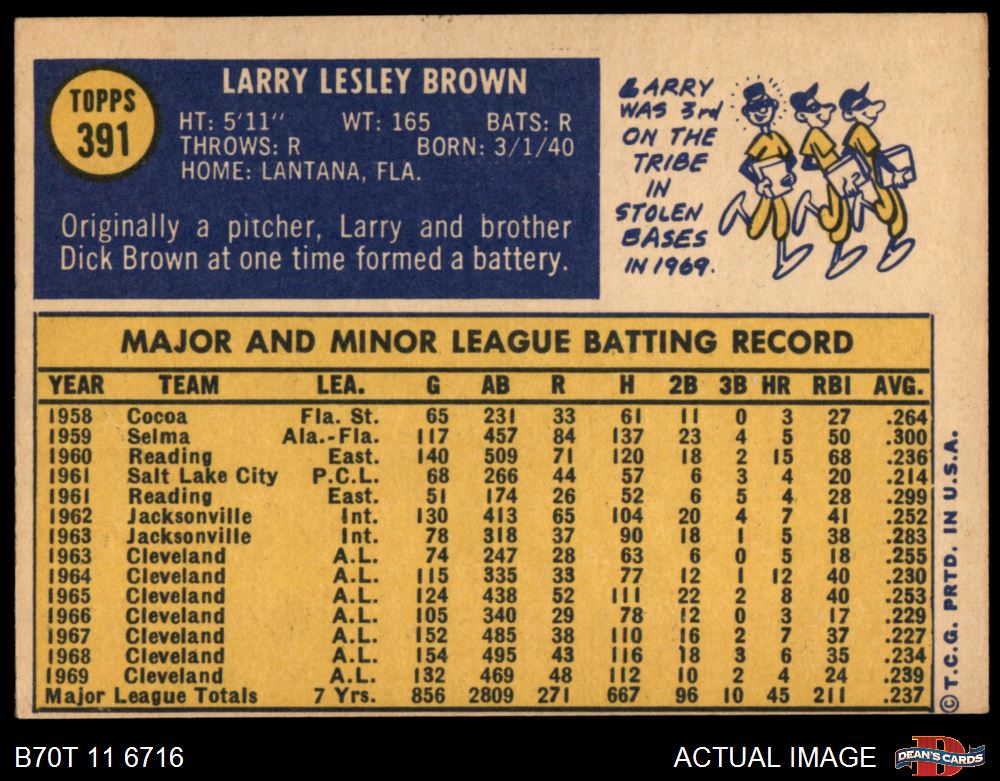 TOPPS
391
LARRY LESLEY BROWN
HT: 5'11" WT: 165 BATS: R
THROWS: R BORN: 3/1/40
HOME: LANTANA, FLA.
Originally a pitcher, Larry and brother
Dick Brown at one time formed a battery.
LARRY
WAS 3rd
ON THE
TRIBE
IN
STOLEN
BASES
IN 1969.
MAJOR AND MINOR LEAGUE BATTING RECORD
YEAR TEAM LEA. G AB R H 2B 3B HR RBI AVG.
1958 Cocoa Fla. St. 65 231 33 61 11 0 3 27 .264
1959 Selma Ala.-Fla. 117 457 84 137 23 4 5 50 .300
1960 Reading East. 140 509 71 120 18 2 15 68 .236
1961 Salt Lake City P.C.L. 68 266 44 57 6 3 4 20 .214
1961 Reading East. 51 174 26 52 6 5 4 28 .299
1962 Jacksonville Int. 130 413 65 104 20 4 7 41 .252
1963 Jacksonville Int. 78 318 37 90 18 1 5 38 .283
1963 Cleveland A.L. 74 247 28 63 6 0 5 18 .255
1964 Cleveland A.L. 115 335 33 77 12 1 12 40 .230
1965 Cleveland A.L. 124 438 52 111 22 2 8 40 .253
1966 Cleveland A.L. 105 340 29 78 12 0 3 17 .229
1967 Cleveland A.L. 152 485 38 110 16 2 7 37 .227
1968 Cleveland A.L. 154 495 43 116 18 3 6 35 .234
1969 Cleveland A.L. 132 469 48 112 10 2 4 24 .239
Major League Totals 7 Yrs. 856 2809 271 667 96 10 45 211 .237
© T.C.G. PRTD. IN U.S.A.
B70T 11 6716
ACTUAL IMAGE
DEAN'S CARDS